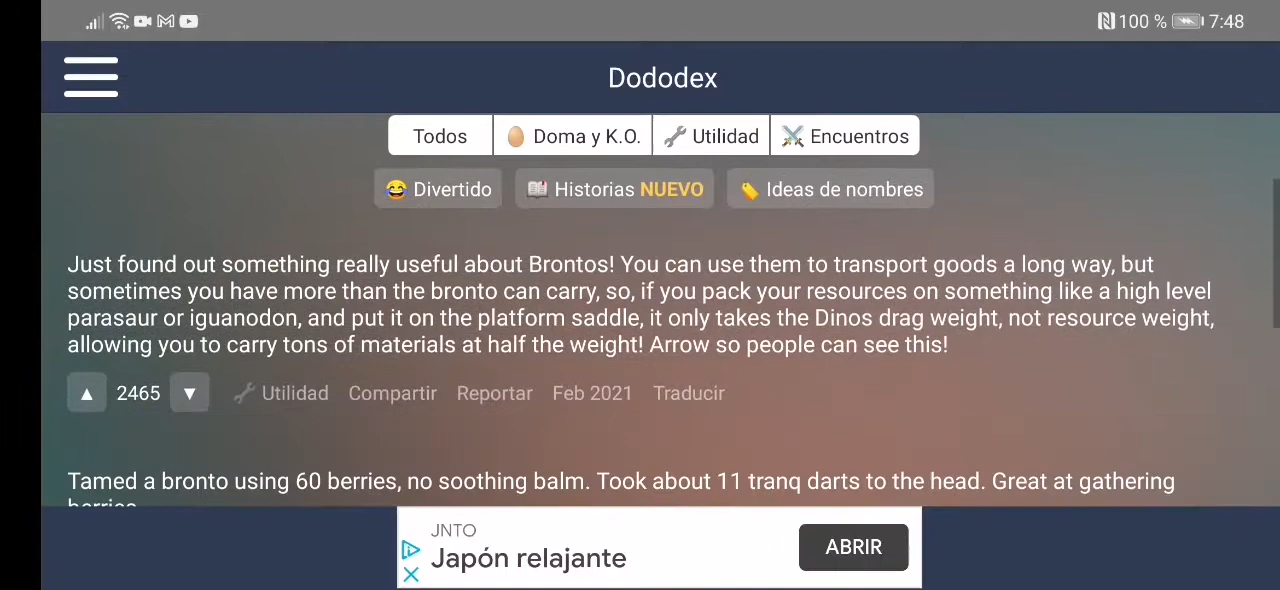 100 % 7:48
Dododex
Todos Doma y K.O. Utilidad Encuentros
Divertido Historias NUEVO Ideas de nombres
Just found out something really useful about Brontos! You can use them to transport goods a long way, but
sometimes you have more than the bronto can carry, so, if you pack your resources on something like a high level
parasaur or iguanodon, and put it on the platform saddle, it only takes the Dinos drag weight, not resource weight,
allowing you to carry tons of materials at half the weight! Arrow so people can see this!
▲ 2465 ▼ Utilidad Compartir Reportar Feb 2021 Traducir
Tamed a bronto using 60 berries, no soothing balm. Took about 11 tranq darts to the head. Great at gathering
berries
JNTO
Japón relajante
ABRIR